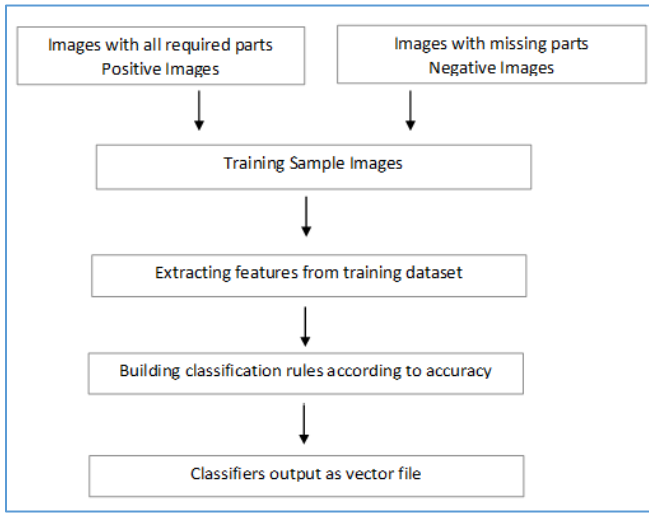 Images with all required parts
Positive Images
Images with missing parts
Negative Images
Training Sample Images
Extracting features from training dataset
Building classification rules according to accuracy
Classifiers output as vector file